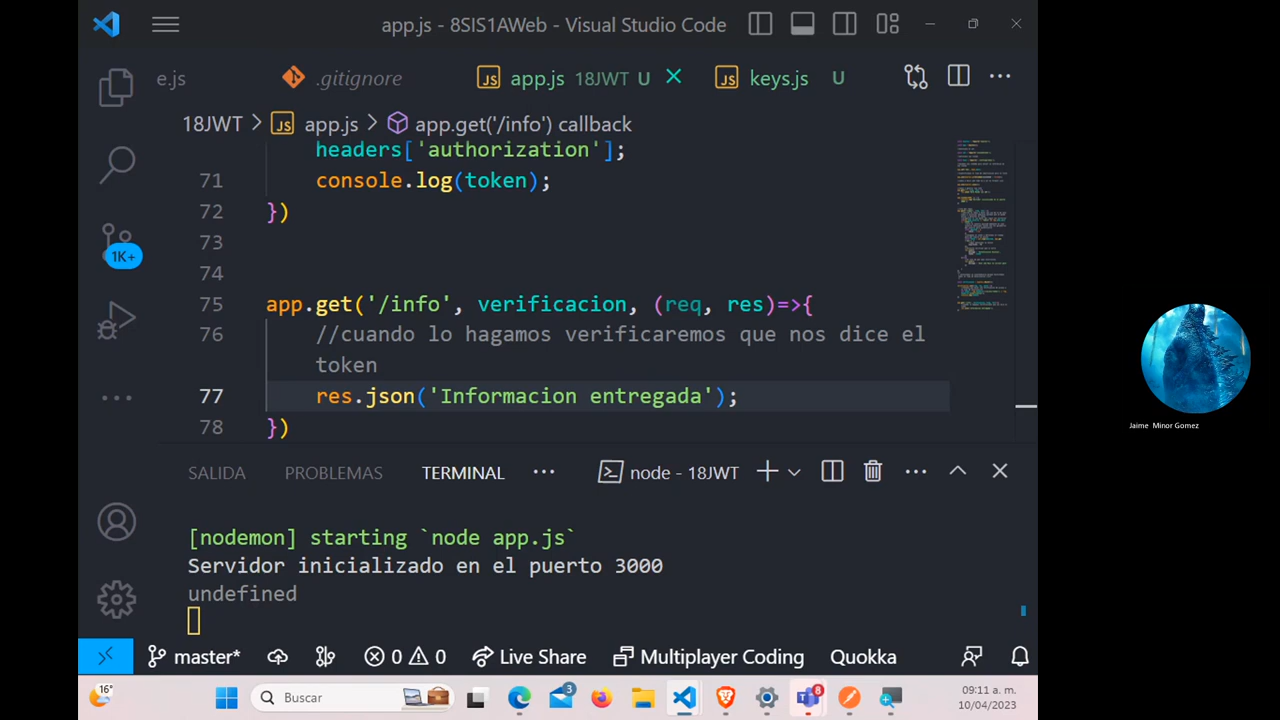 app.js - 8SIS1AWeb - Visual Studio Code
e.js .gitignore app.js 18JWT U keys.js U
18JWT > JS app.js > app.get('/info') callback
headers['authorization'];
71 console.log(token);
72 })
73
74
75 app.get('/info', verificacion, (req, res)=>{
76 //cuando lo hagamos verificaremos que nos dice el
token
77 res.json('Informacion entregada');
78 })
1K+
Jaime Minor Gomez
SALIDA PROBLEMAS TERMINAL ... node - 18JWT
[nodemon] starting `node app.js`
Servidor inicializado en el puerto 3000
undefined
master* 0 0 Live Share Multiplayer Coding Quokka
16° Buscar 3 8 09:11 a. m.
10/04/2023